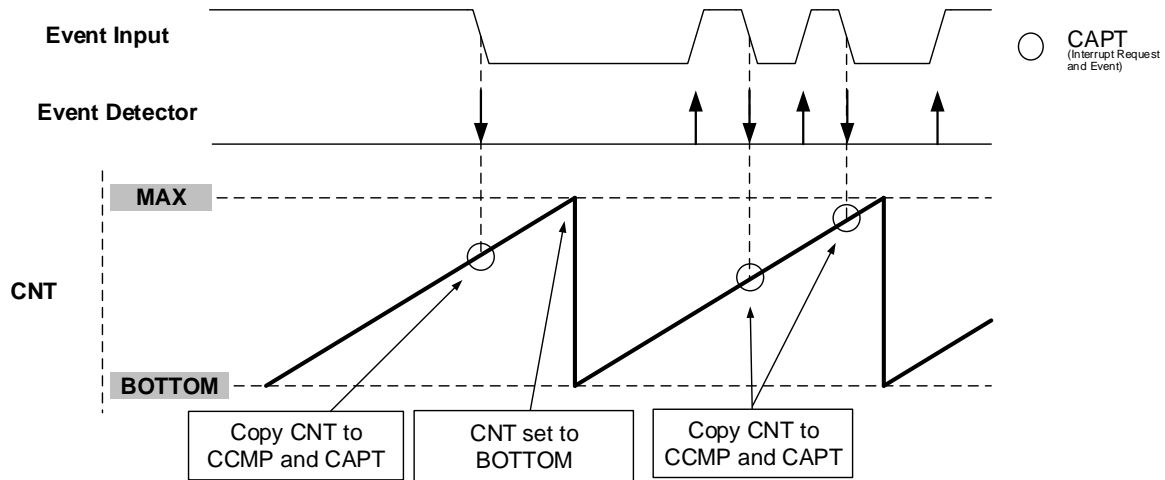 Event Input
CAPT
(Interrupt Request
and Event)
Event Detector
MAX
CNT
BOTTOM
Copy CNT to
CCMP and CAPT
CNT set to
BOTTOM
Copy CNT to
CCMP and CAPT